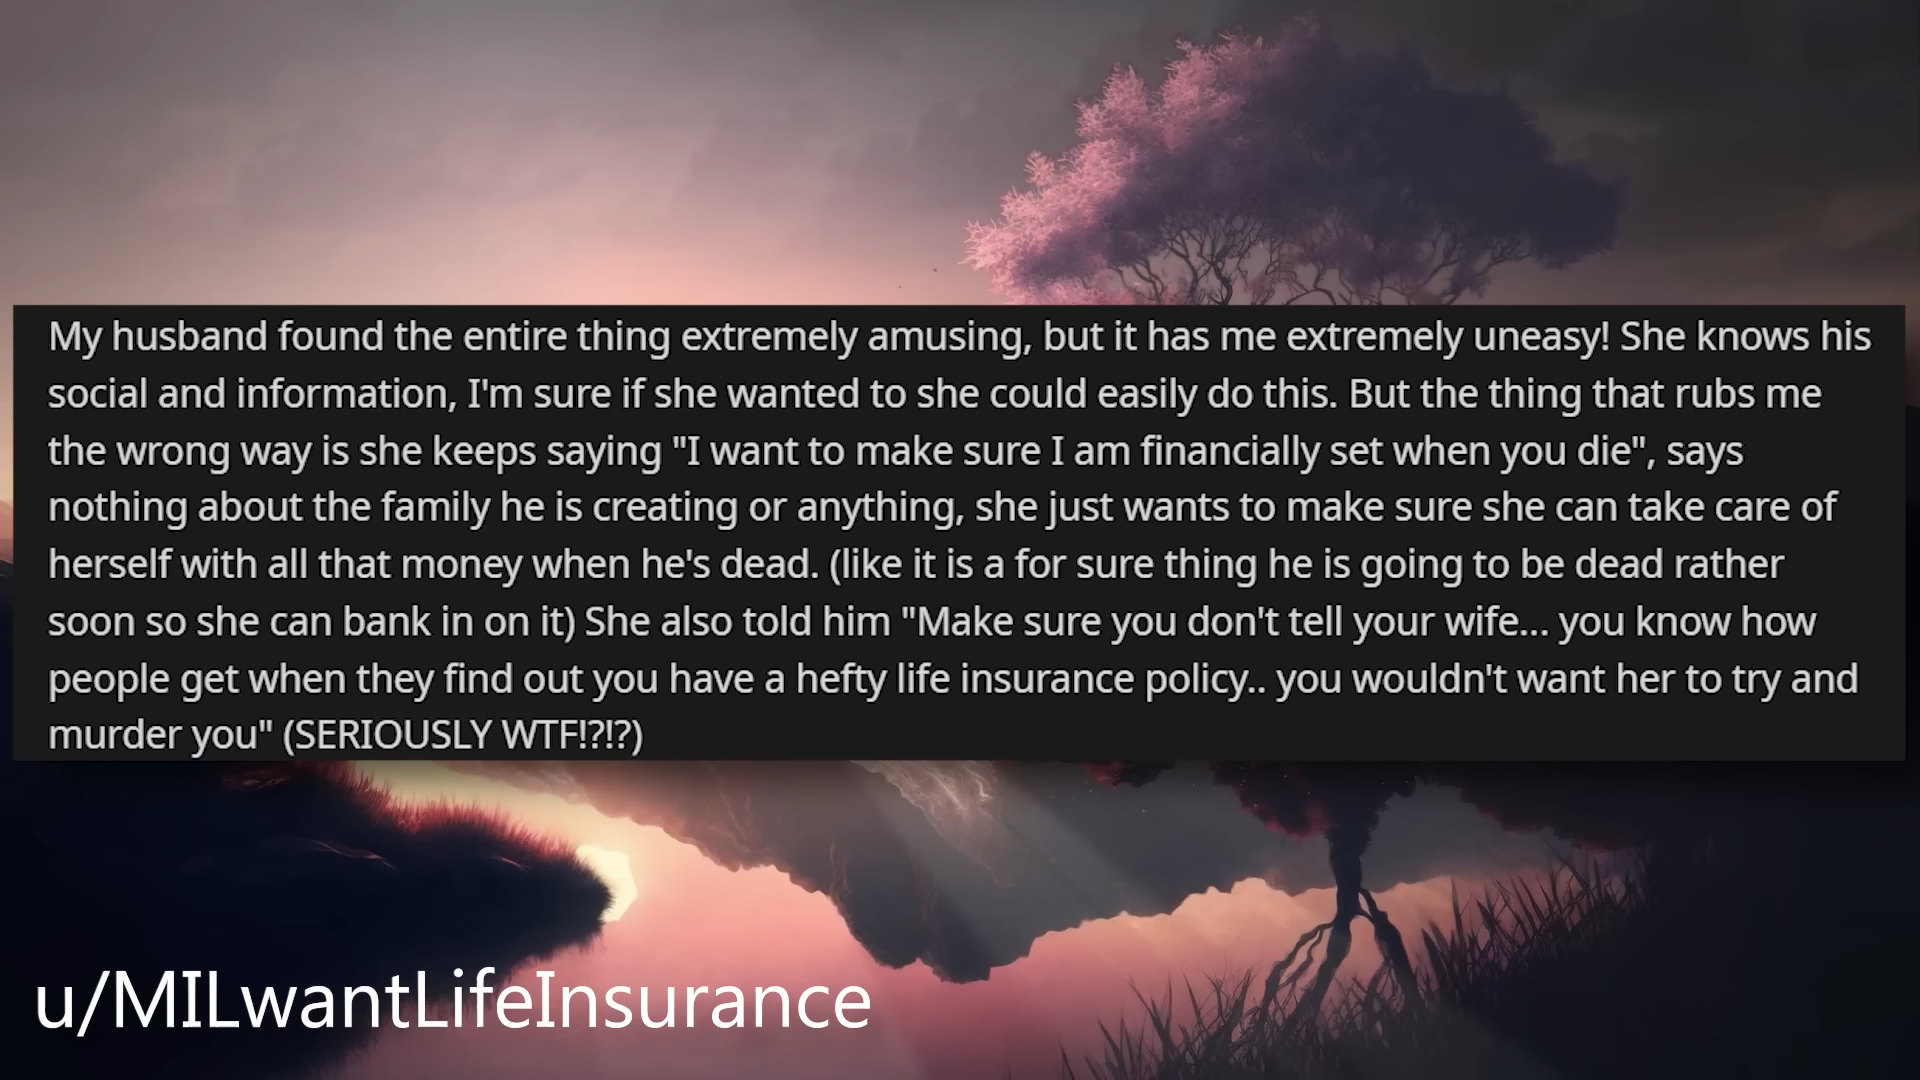 My husband found the entire thing extremely amusing, but it has me extremely uneasy! She knows his
social and information, I'm sure if she wanted to she could easily do this. But the thing that rubs me
the wrong way is she keeps saying "I want to make sure I am financially set when you die", says
nothing about the family he is creating or anything, she just wants to make sure she can take care of
herself with all that money when he's dead. (like it is a for sure thing he is going to be dead rather
soon so she can bank in on it) She also told him "Make sure you don't tell your wife... you know how
people get when they find out you have a hefty life insurance policy.. you wouldn't want her to try and
murder you" (SERIOUSLY WTF!?!?)
u/MILwantLifeInsurance